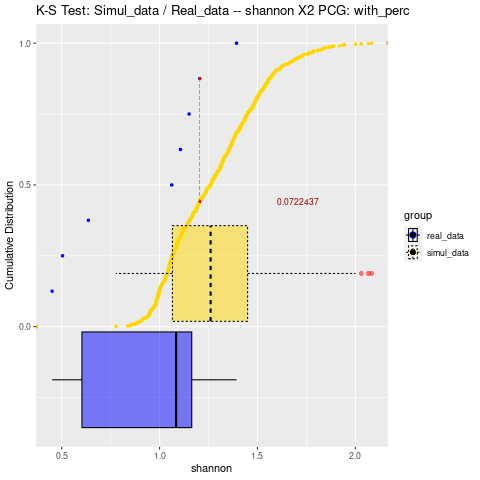 K-S Test: Simul_data / Real_data -- shannon X2 PCG: with_perc
1.0
0.5
0.0
Cumulative Distribution
0.0722437
group
real_data
simul_data
0.5
1.0
1.5
2.0
shannon